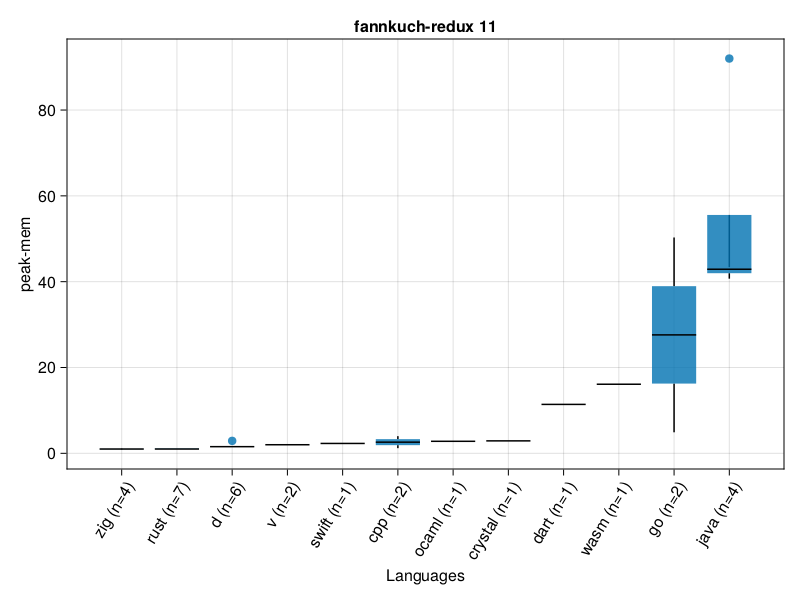 fannkuch-redux 11
peak-mem
80
60
40
20
0
zig (n=4)
rust (n=7)
d (n=6)
v (n=2)
swift (n=1)
cpp (n=2)
ocaml (n=1)
crystal (n=1)
dart (n=1)
wasm (n=1)
go (n=2)
java (n=4)
Languages